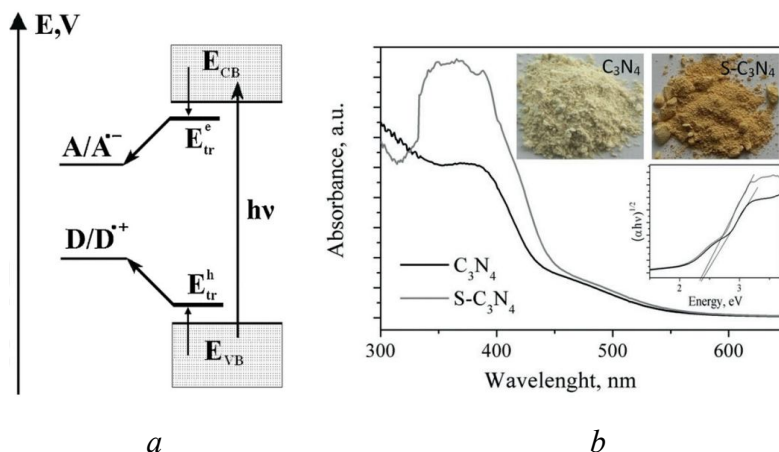 E,V
E_CB
E_tr^e
A/A^•−
hν
D/D^•+
E_tr^h
E_VB
a
Absorbance, a.u.
C₃N₄
S-C₃N₄
(αhν)^1/2
2
3
Energy, eV
C₃N₄
S-C₃N₄
300
400
500
600
Wavelenght, nm
b